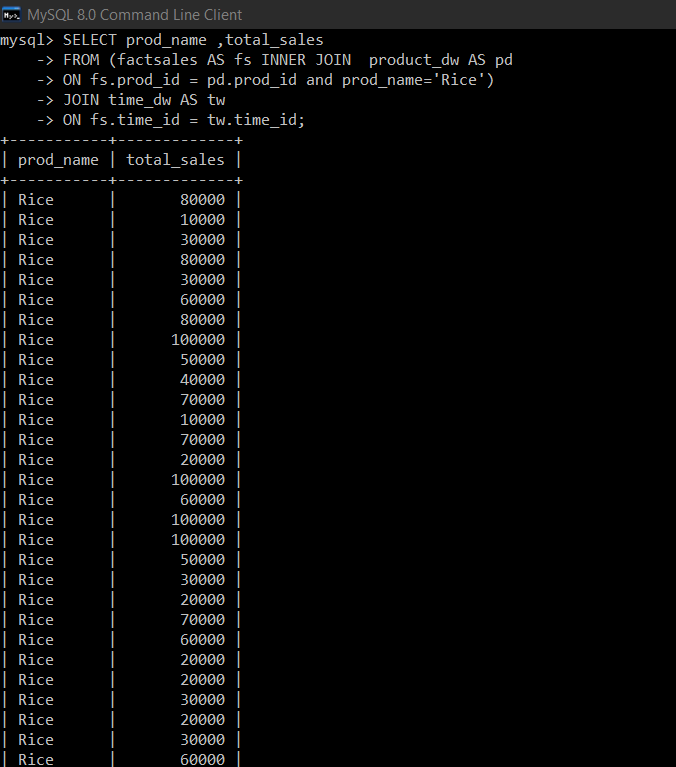 MySQL 8.0 Command Line Client
mysql> SELECT prod_name ,total_sales
    -> FROM (factsales AS fs INNER JOIN  product_dw AS pd
    -> ON fs.prod_id = pd.prod_id and prod_name='Rice')
    -> JOIN time_dw AS tw
    -> ON fs.time_id = tw.time_id;
+-----------+-------------+
| prod_name | total_sales |
+-----------+-------------+
| Rice      |       80000 |
| Rice      |       10000 |
| Rice      |       30000 |
| Rice      |       80000 |
| Rice      |       30000 |
| Rice      |       60000 |
| Rice      |       80000 |
| Rice      |      100000 |
| Rice      |       50000 |
| Rice      |       40000 |
| Rice      |       70000 |
| Rice      |       10000 |
| Rice      |       70000 |
| Rice      |       20000 |
| Rice      |      100000 |
| Rice      |       60000 |
| Rice      |      100000 |
| Rice      |      100000 |
| Rice      |       50000 |
| Rice      |       30000 |
| Rice      |       20000 |
| Rice      |       70000 |
| Rice      |       60000 |
| Rice      |       20000 |
| Rice      |       20000 |
| Rice      |       30000 |
| Rice      |       20000 |
| Rice      |       30000 |
| Rice      |       60000 |